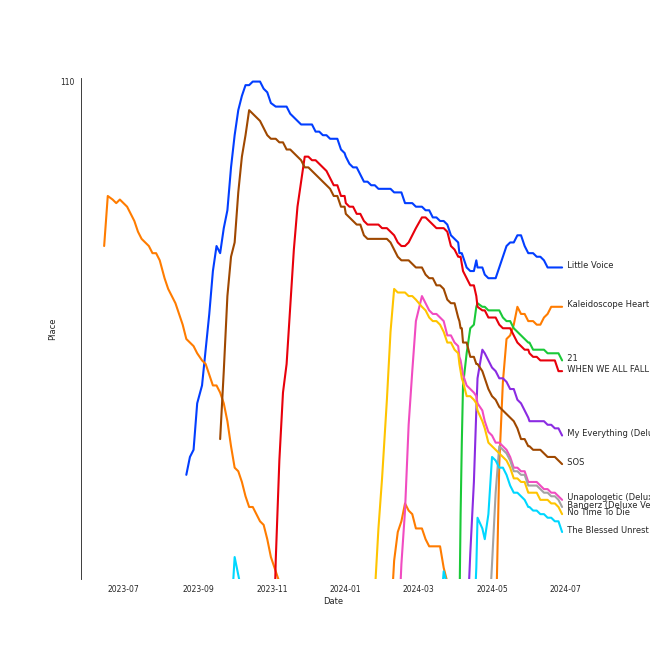 110
Place
Little Voice
Kaleidoscope Heart
21
WHEN WE ALL FALL
My Everything (Delu
SOS
Unapologetic (Delux
Bangerz (Deluxe Ve
No Time To Die
The Blessed Unrest
2023-07
2023-09
2023-11
2024-01
2024-03
2024-05
2024-07
Date